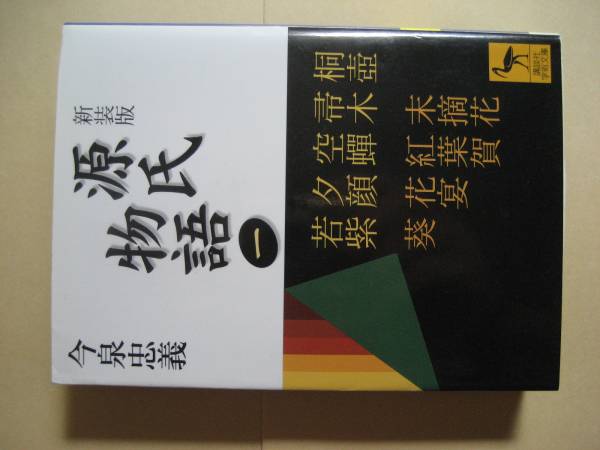 新装版
源氏
物語
一
今泉忠義
桐壺
帚木
空蟬
夕顔
若紫
末摘花
紅葉賀
花宴
葵
講談社
学術文庫